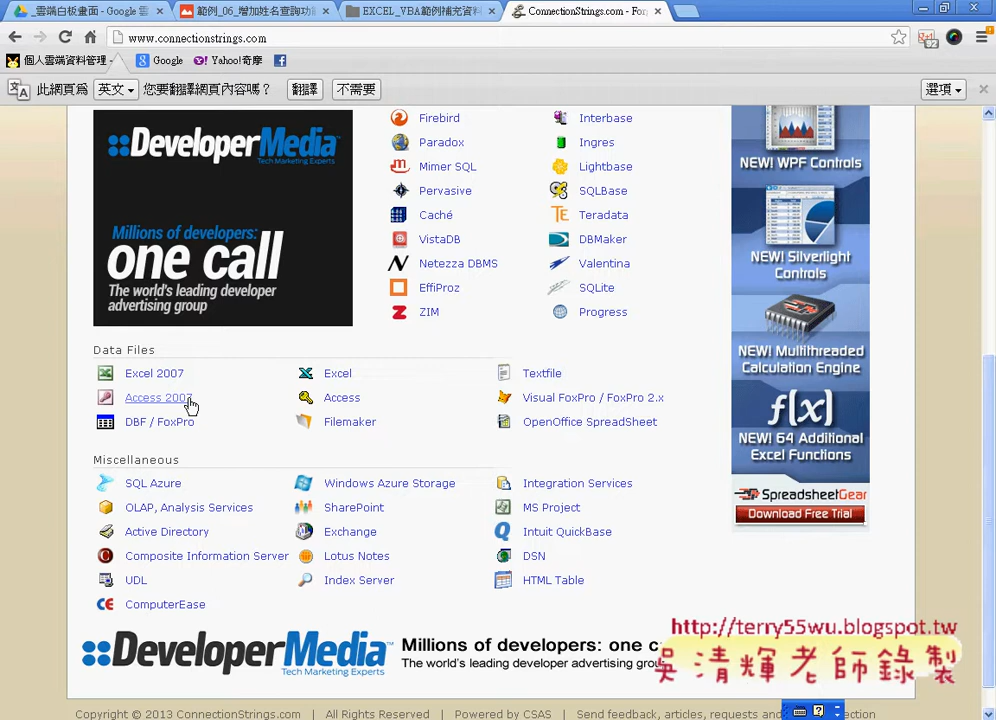 _雲端白板畫面 - Google 雲
範例_06_增加姓名查詢功能
EXCEL_VBA範例補充資料
ConnectionStrings.com - For
www.connectionstrings.com
92
個人雲端資料管理
Google
Yahoo!奇摩
此網頁為
英文
您要翻譯網頁內容嗎？
翻譯
不需要
選項
DeveloperMedia
Tech Marketing Experts
Millions of developers:
one call
The world's leading developer
advertising group
Firebird
Interbase
Paradox
Ingres
Mimer SQL
Lightbase
Pervasive
SQLBase
Caché
Teradata
VistaDB
DBMaker
Netezza DBMS
Valentina
EffiProz
SQLite
ZIM
Progress
NEW! WPF Controls
NEW! Silverlight
Controls
NEW! Multithreaded
Calculation Engine
f(x)
NEW! 64 Additional
Excel Functions
SpreadsheetGear
Download Free Trial
Data Files
Excel 2007
Excel
Textfile
Access 2007
Access
Visual FoxPro / FoxPro 2.x
DBF / FoxPro
Filemaker
OpenOffice SpreadSheet
Miscellaneous
SQL Azure
Windows Azure Storage
Integration Services
OLAP, Analysis Services
SharePoint
MS Project
Active Directory
Exchange
Intuit QuickBase
Composite Information Server
Lotus Notes
DSN
UDL
Index Server
HTML Table
ComputerEase
DeveloperMedia
Tech Marketing Experts
Millions of developers: one c
The world's leading developer advertising grou
http://terry55wu.blogspot.tw
吳清輝老師錄製
Copyright © 2013 ConnectionStrings.com | All Rights Reserved | Powered by CSAS | Send feedback, articles, requests and